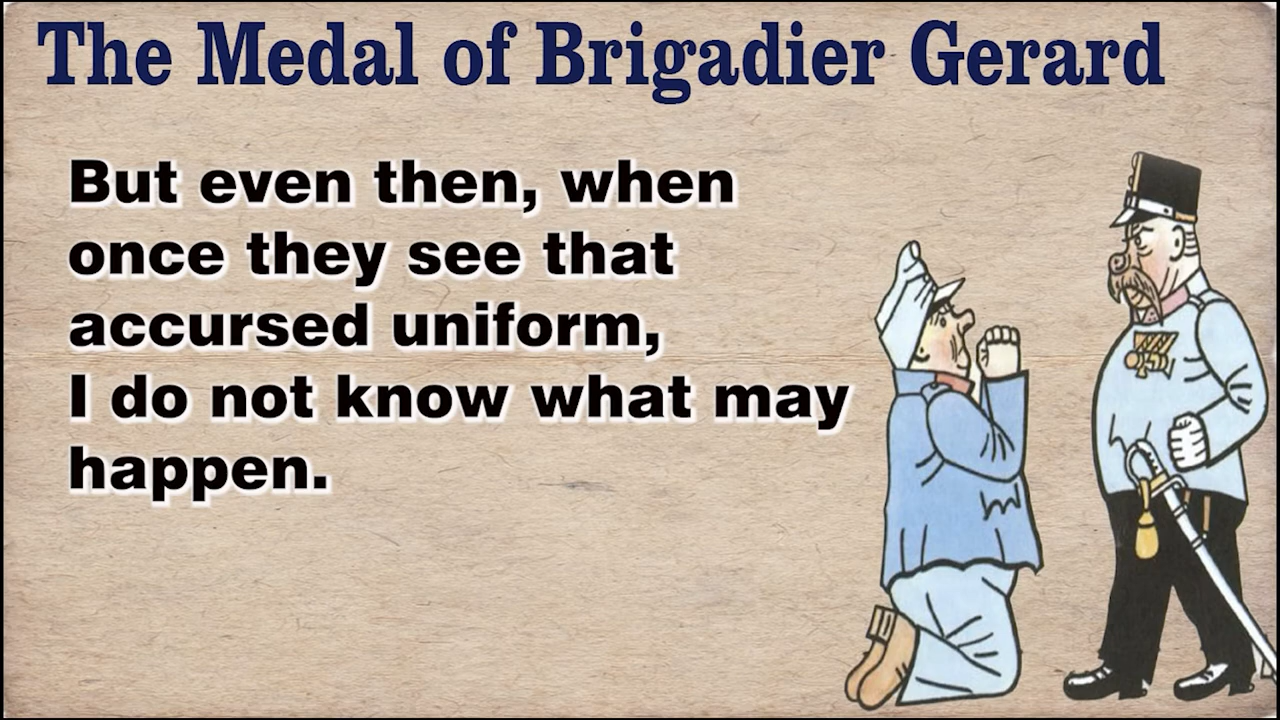 The Medal of Brigadier Gerard
But even then, when
once they see that
accursed uniform,
I do not know what may
happen.